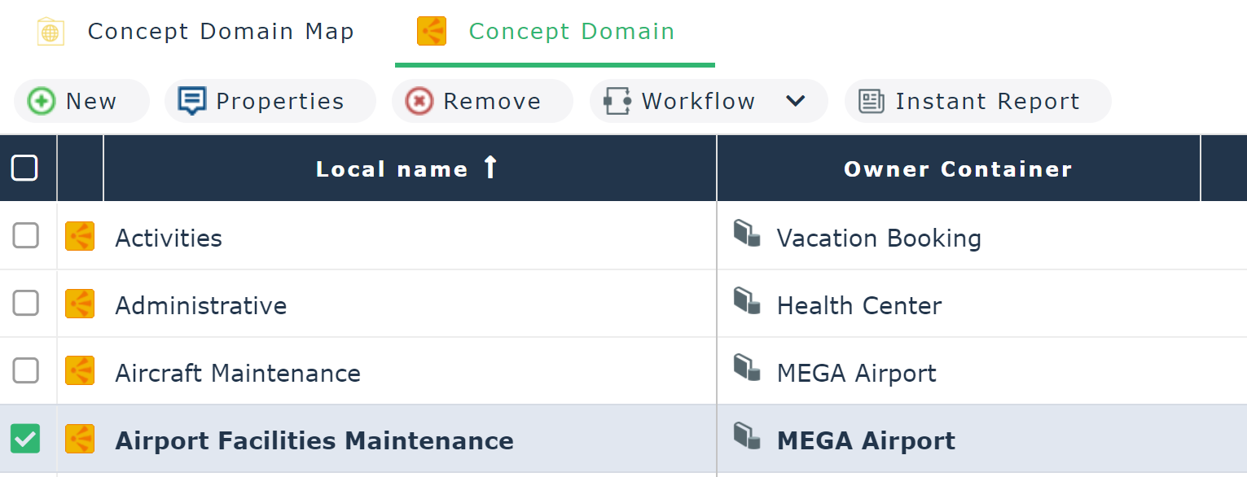 Concept Domain Map Concept Domain
New Properties Remove Workflow Instant Report
Local name ↑ Owner Container
Activities Vacation Booking
Administrative Health Center
Aircraft Maintenance MEGA Airport
Airport Facilities Maintenance MEGA Airport